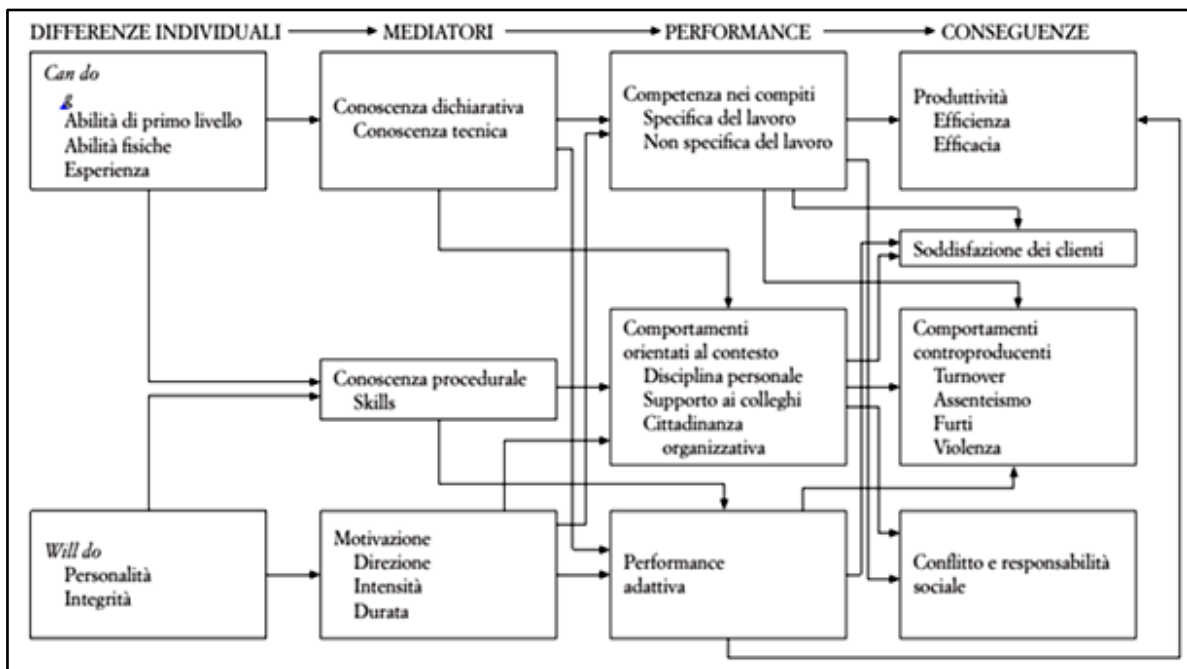 DIFFERENZE INDIVIDUALI
MEDIATORI
PERFORMANCE
CONSEGUENZE
Can do
g
Abilità di primo livello
Abilità fisiche
Esperienza
Conoscenza dichiarativa
Conoscenza tecnica
Competenza nei compiti
Specifica del lavoro
Non specifica del lavoro
Produttività
Efficienza
Efficacia
Soddisfazione dei clienti
Conoscenza procedurale
Skills
Comportamenti
orientati al contesto
Disciplina personale
Supporto ai colleghi
Cittadinanza
organizzativa
Comportamenti
controproducenti
Turnover
Assenteismo
Furti
Violenza
Will do
Personalità
Integrità
Motivazione
Direzione
Intensità
Durata
Performance
adattiva
Conflitto e responsabilità
sociale